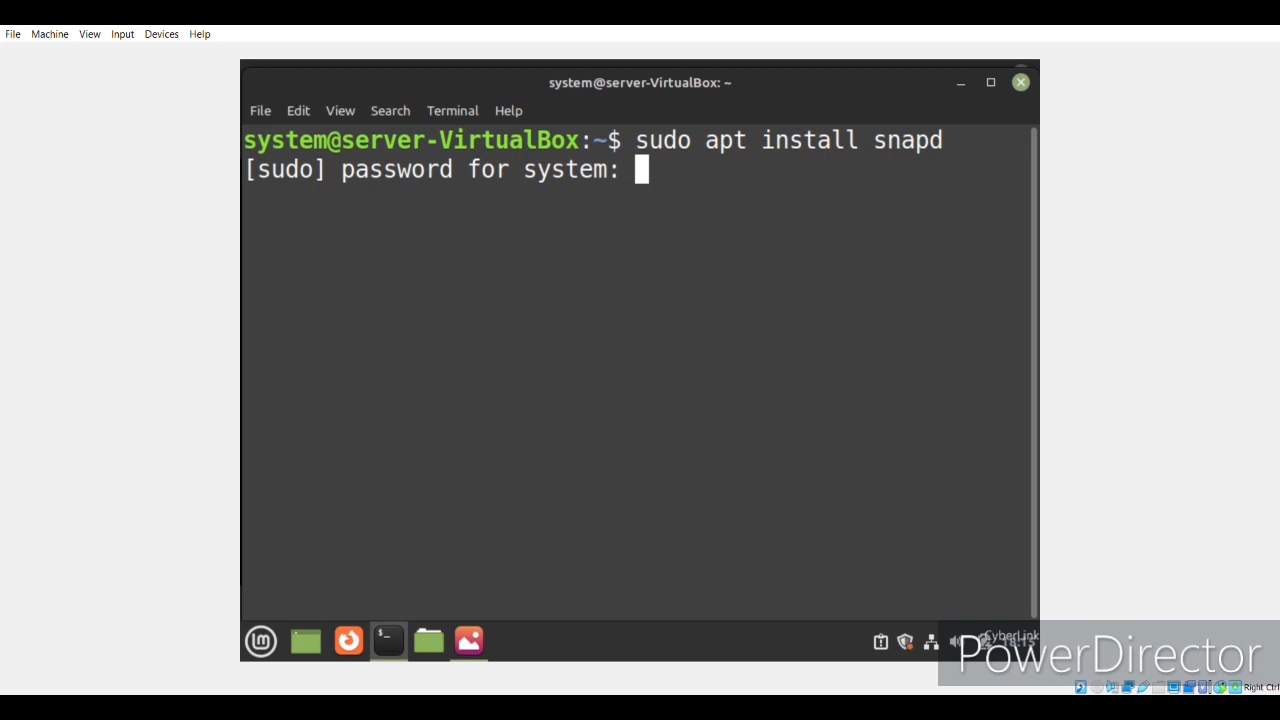 File Machine View Input Devices Help
system@server-VirtualBox: ~
File Edit View Search Terminal Help
system@server-VirtualBox:~$ sudo apt install snapd
[sudo] password for system:
CyberLink
PowerDirector
Right Ctrl